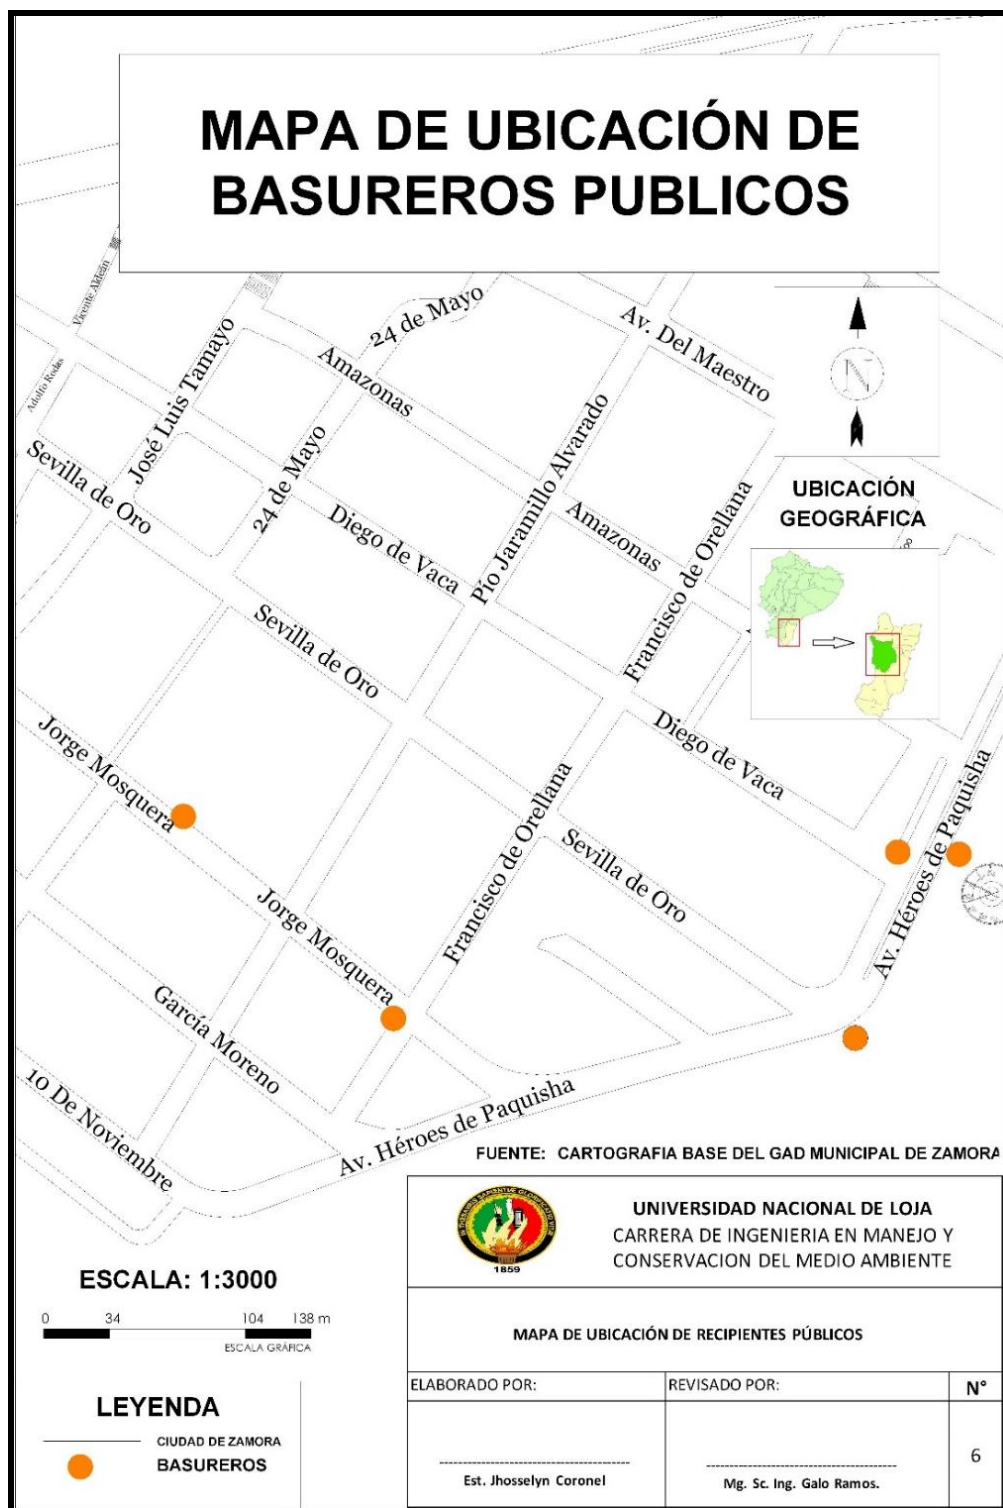 MAPA DE UBICACIÓN DE
BASUREROS PUBLICOS
Vicente Aldeán
Adolfo Rodas
José Luis Tamayo
24 de Mayo
Amazonas
Av. Del Maestro
24 de Mayo
Sevilla de Oro
Diego de Vaca
Pío Jaramillo Alvarado
Amazonas
Francisco de Orellana
UBICACIÓN
GEOGRÁFICA
Sevilla de Oro
Diego de Vaca
Jorge Mosquera
Francisco de Orellana
Sevilla de Oro
Av. Héroes de Paquisha
Jorge Mosquera
García Moreno
10 De Noviembre
Av. Héroes de Paquisha
FUENTE: CARTOGRAFIA BASE DEL GAD MUNICIPAL DE ZAMORA
1859
UNIVERSIDAD NACIONAL DE LOJA
CARRERA DE INGENIERIA EN MANEJO Y
CONSERVACION DEL MEDIO AMBIENTE
ESCALA: 1:3000
0 34 104 138 m
ESCALA GRÁFICA
MAPA DE UBICACIÓN DE RECIPIENTES PÚBLICOS
ELABORADO POR:
REVISADO POR:
N°
LEYENDA
CIUDAD DE ZAMORA
BASUREROS
Est. Jhosselyn Coronel
Mg. Sc. Ing. Galo Ramos.
6